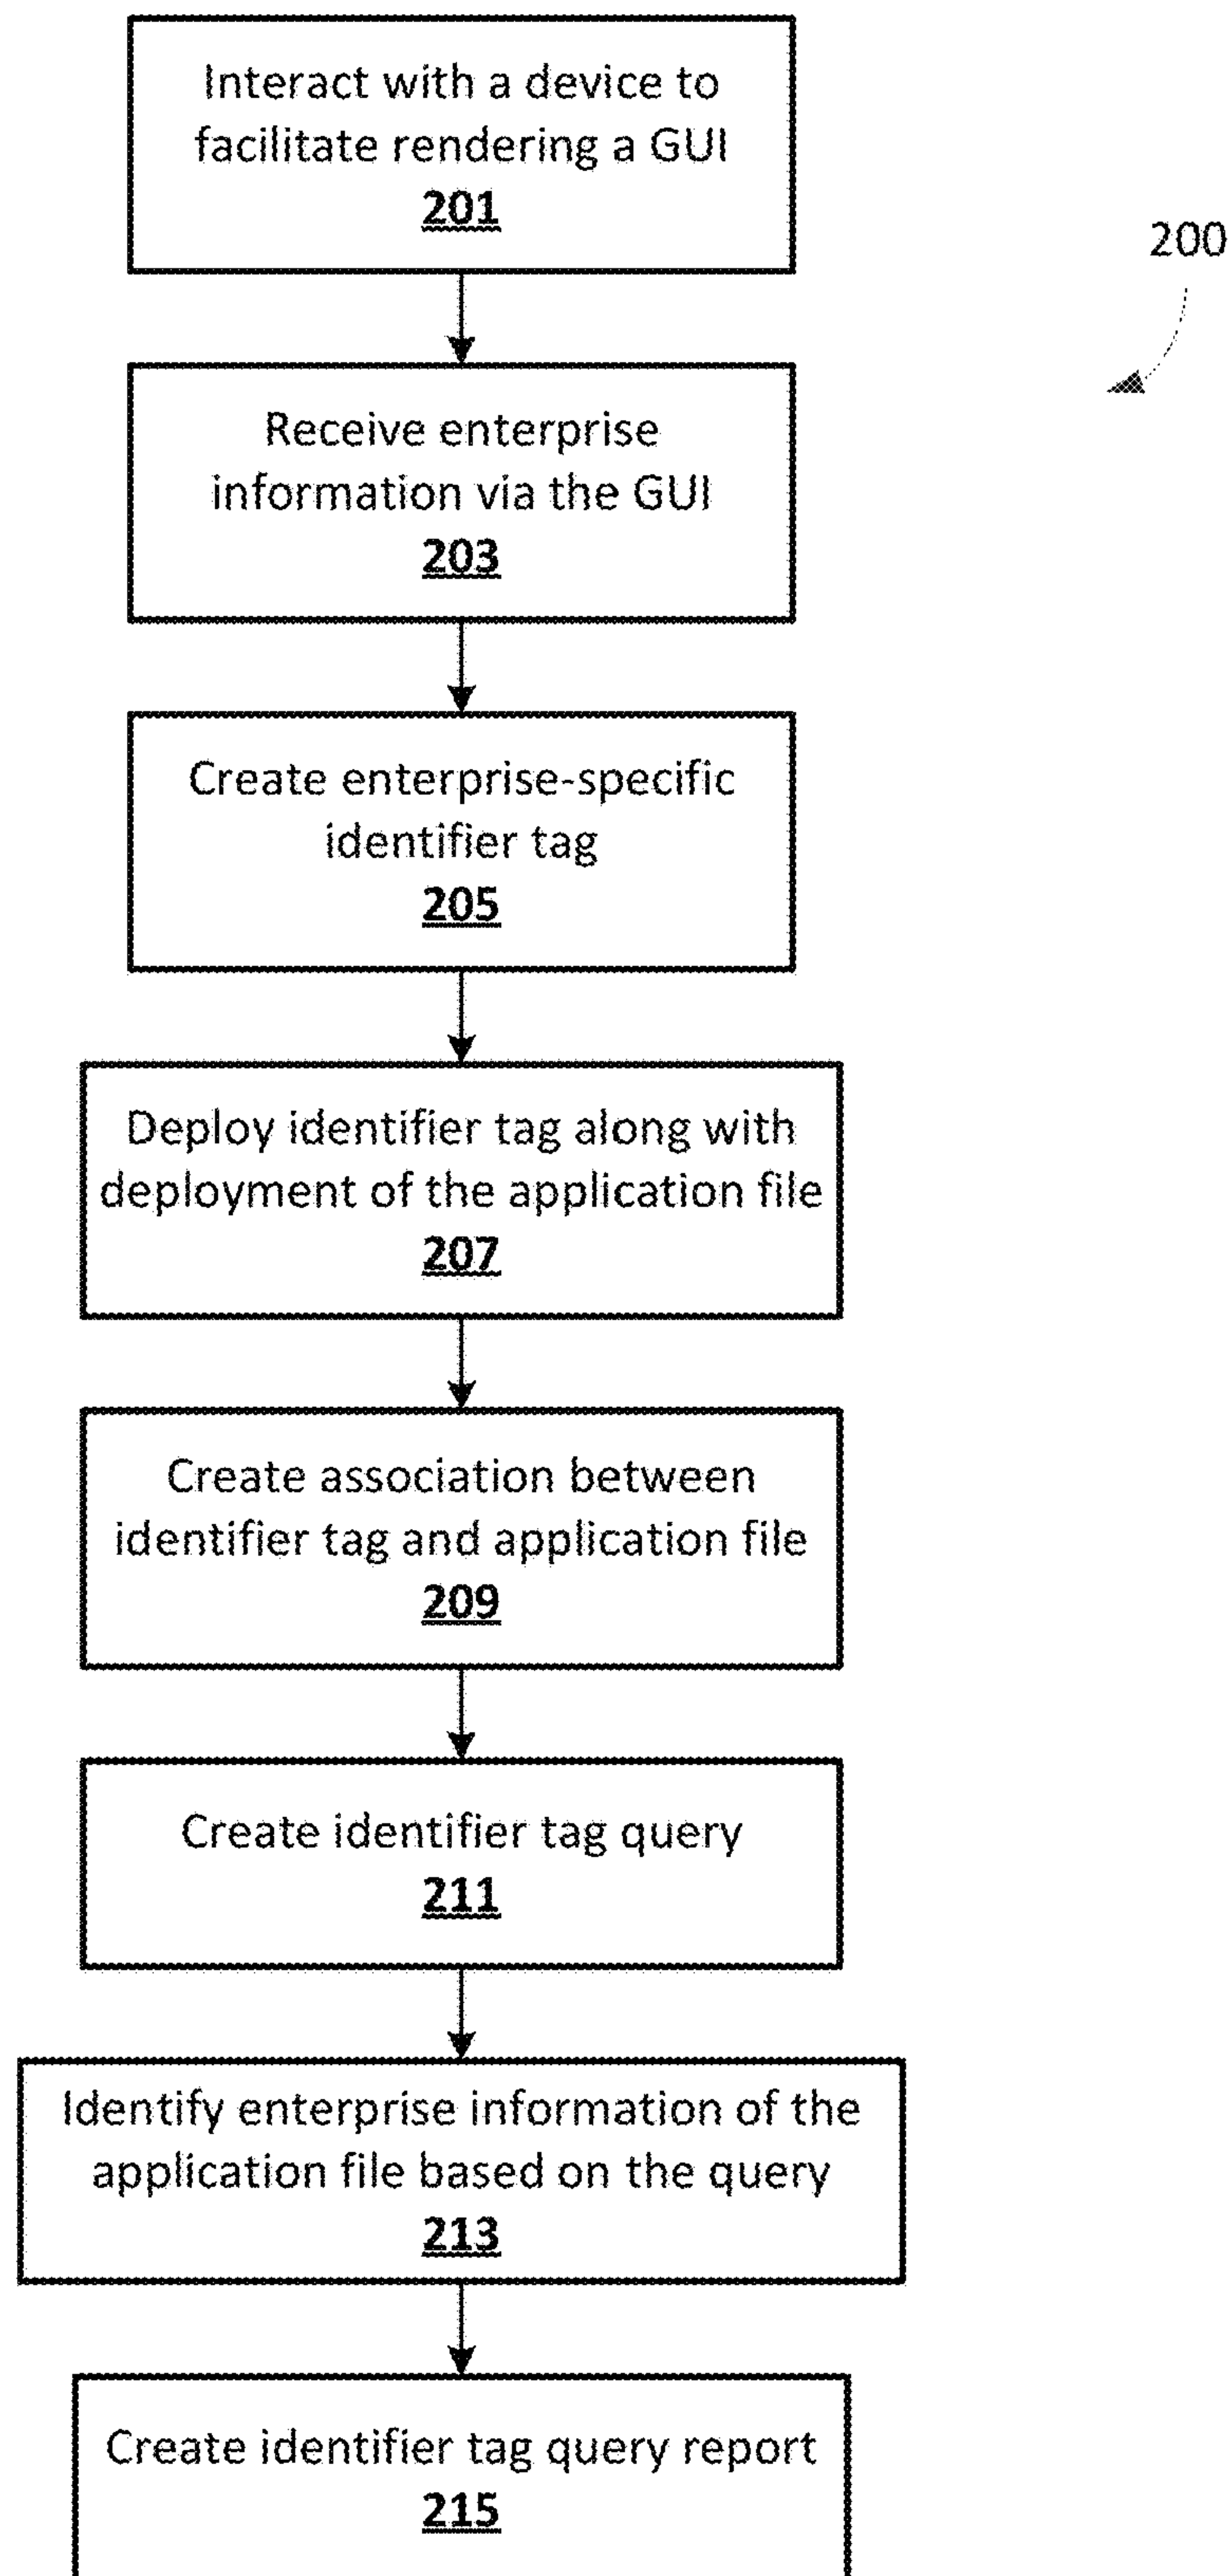 Interact with a device to
facilitate rendering a GUI
201
200
Receive enterprise
information via the GUI
203
Create enterprise-specific
identifier tag
205
Deploy identifier tag along with
deployment of the application file
207
Create association between
identifier tag and application file
209
Create identifier tag query
211
Identify enterprise information of the
application file based on the query
213
Create identifier tag query report
215